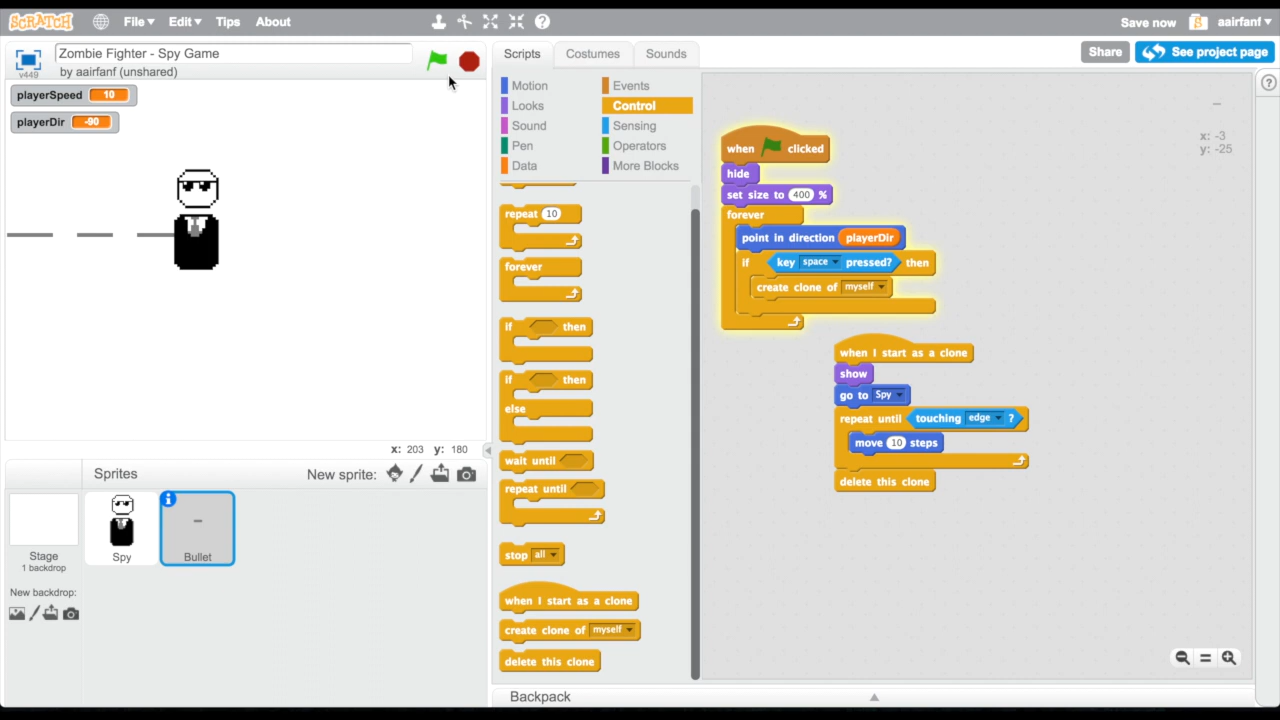 SCRATCH File▾ Edit▾ Tips About Save now S aairfanf▾
v449 Zombie Fighter - Spy Game
by aairfanf (unshared)
Scripts Costumes Sounds Share See project page
playerSpeed 10
playerDir -90
Motion Events
Looks Control
Sound Sensing
Pen Operators
Data More Blocks
repeat 10
forever
if then
if then
else
wait until
repeat until
stop all
when I start as a clone
create clone of myself
delete this clone
when clicked
hide
set size to 400 %
forever
point in direction playerDir
if key space pressed? then
create clone of myself
when I start as a clone
show
go to Spy
repeat until touching edge ?
move 10 steps
delete this clone
x: -3
y: -25
x: 203 y: 180
Sprites New sprite:
Stage
1 backdrop
New backdrop:
Spy
Bullet
Backpack